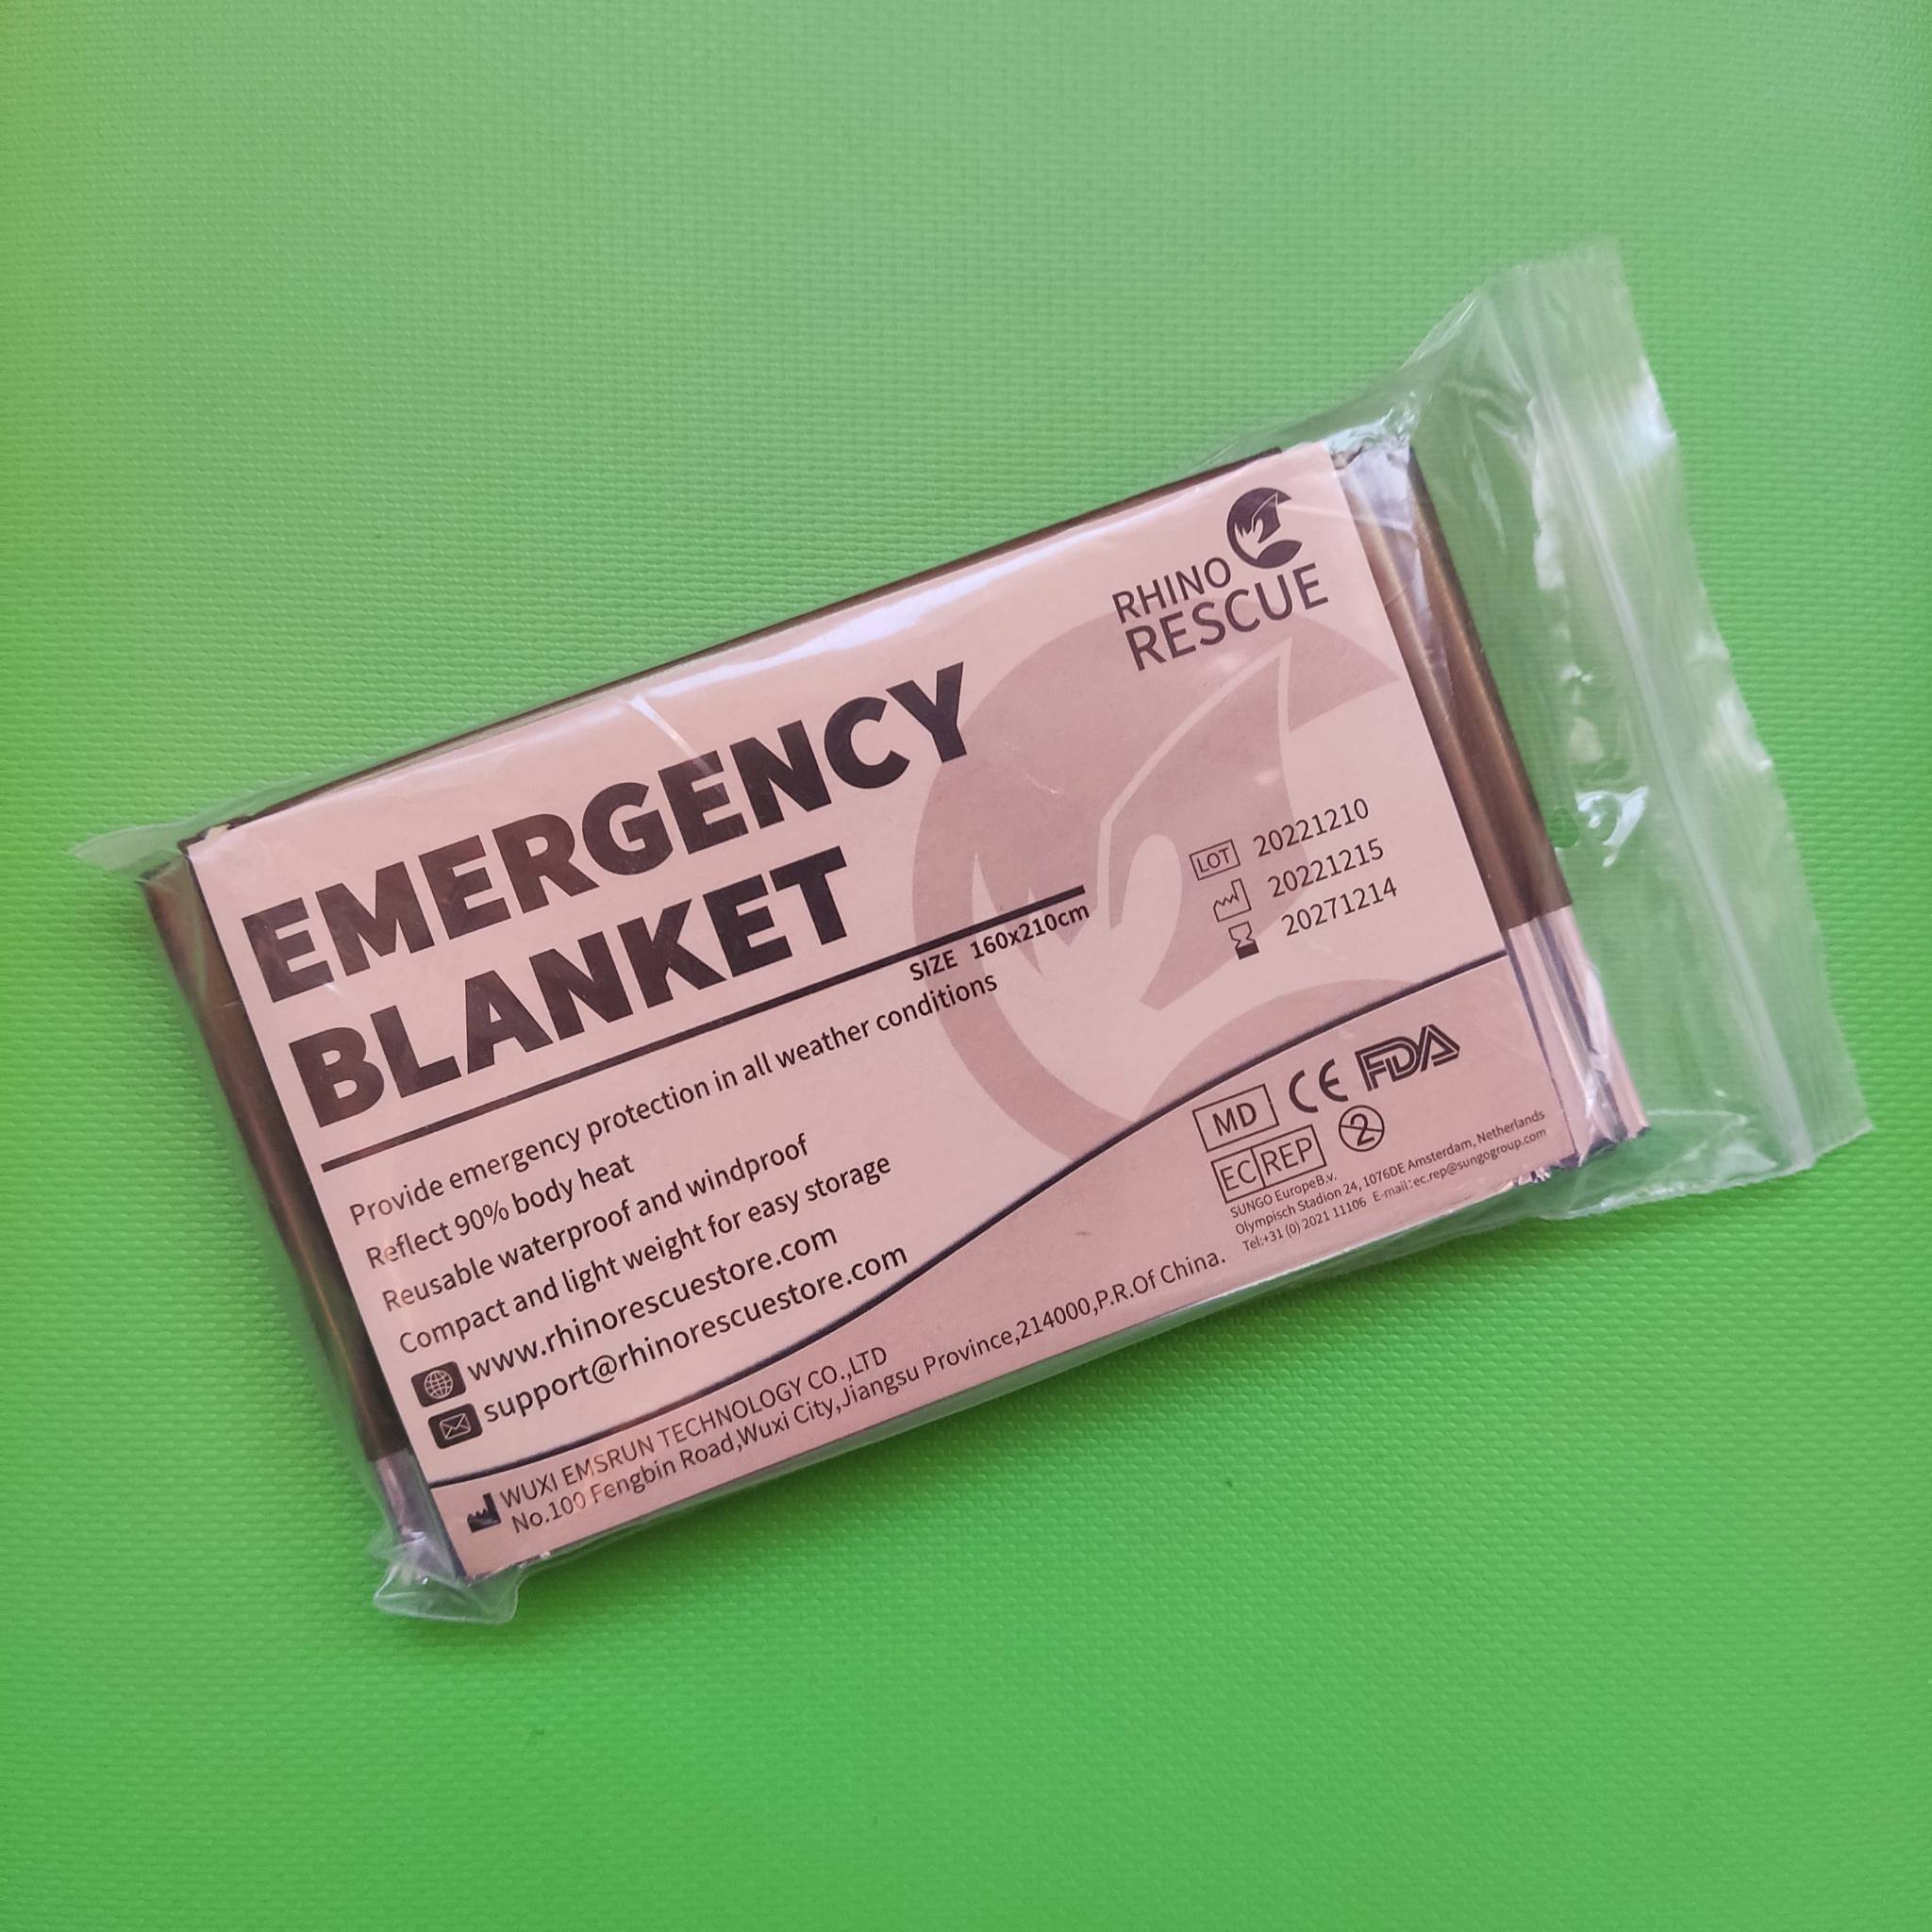 RHINO
RESCUE
EMERGENCY
BLANKET
SIZE 160x210cm
LOT 20221210
20221215
20271214
Provide emergency protection in all weather conditions
Reflect 90% body heat
Reusable waterproof and windproof
Compact and light weight for easy storage
www.rhinorescuestore.com
support@rhinorescuestore.com
MD CE FDA
EC REP 2
SUNGO EuropeB.v.
Olympisch Stadion 24, 1076DE Amsterdam, Netherlands
Tel:+31 (0) 2021 11106 E-mail:ec.rep@sungogroup.com
WUXI EMSRUN TECHNOLOGY CO.,LTD
No.100 Fengbin Road,Wuxi City,Jiangsu Province,214000,P.R.Of China.